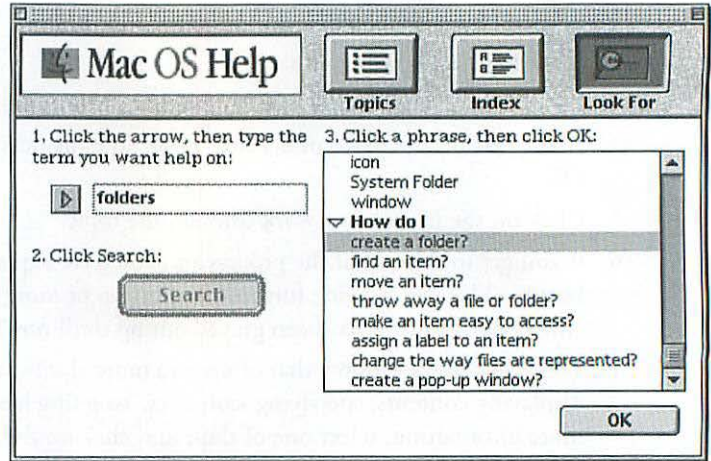 Mac OS Help
Topics
Index
Look For
1. Click the arrow, then type the
term you want help on:
folders
2. Click Search:
Search
3. Click a phrase, then click OK:
icon
System Folder
window
How do I
create a folder?
find an item?
move an item?
throw away a file or folder?
make an item easy to access?
assign a label to an item?
change the way files are represented?
create a pop-up window?
OK